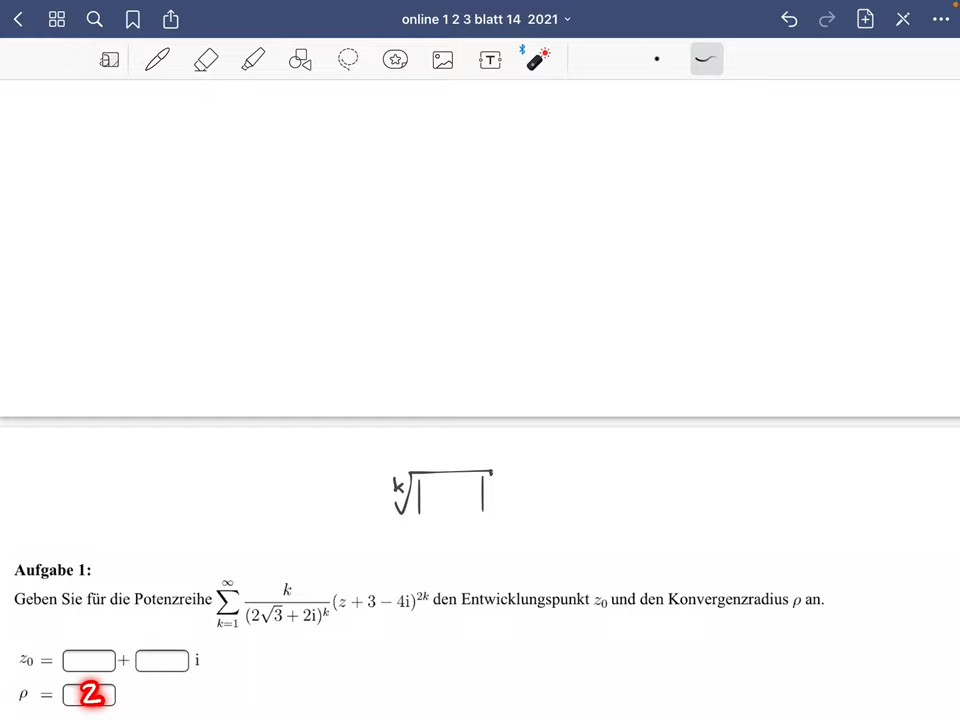 online 1 2 3 blatt 14 2021
k√| |
Aufgabe 1:
Geben Sie für die Potenzreihe ∑_{k=1}^{∞} k/(2√3 + 2i)^k (z + 3 − 4i)^{2k} den Entwicklungspunkt z₀ und den Konvergenzradius ρ an.
z₀ = + i
ρ = 2